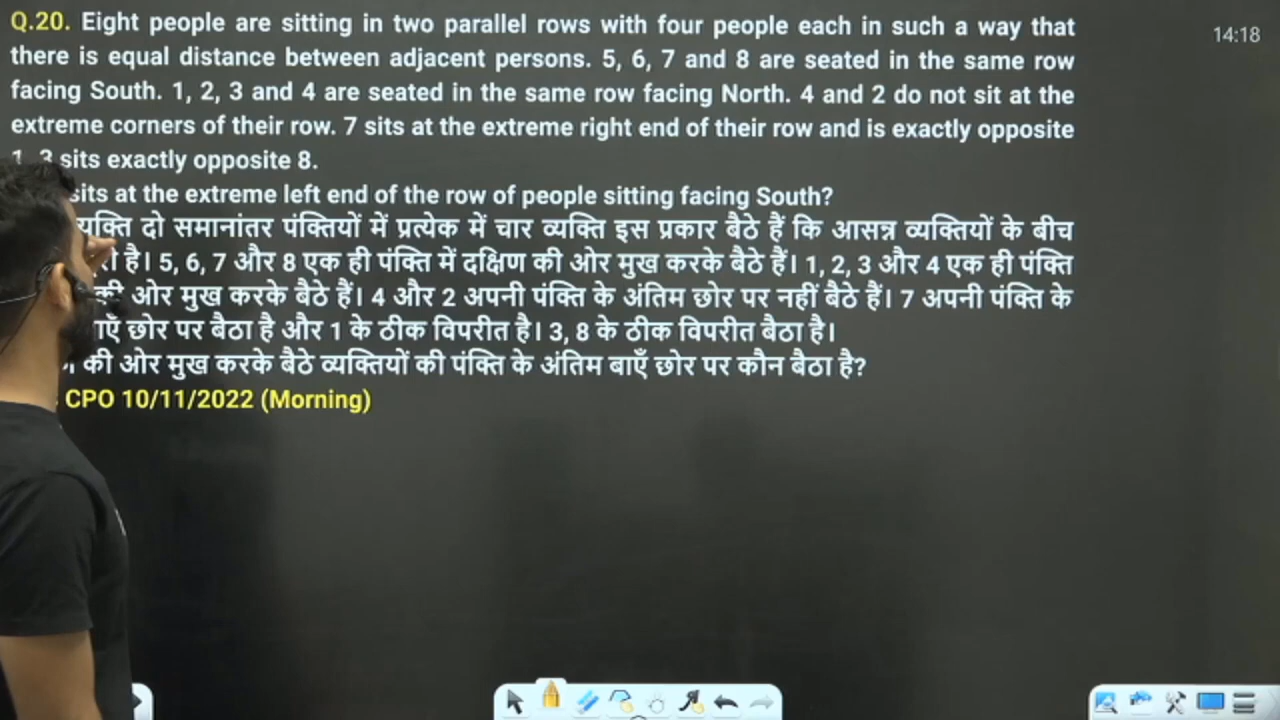 Q.20. Eight people are sitting in two parallel rows with four people each in such a way that
14:18
there is equal distance between adjacent persons. 5, 6, 7 and 8 are seated in the same row
facing South. 1, 2, 3 and 4 are seated in the same row facing North. 4 and 2 do not sit at the
extreme corners of their row. 7 sits at the extreme right end of their row and is exactly opposite
1. 3 sits exactly opposite 8.
sits at the extreme left end of the row of people sitting facing South?
व्यक्ति दो समानांतर पंक्तियों में प्रत्येक में चार व्यक्ति इस प्रकार बैठे हैं कि आसन्न व्यक्तियों के बीच
है। 5, 6, 7 और 8 एक ही पंक्ति में दक्षिण की ओर मुख करके बैठे हैं। 1, 2, 3 और 4 एक ही पंक्ति
की ओर मुख करके बैठे हैं। 4 और 2 अपनी पंक्ति के अंतिम छोर पर नहीं बैठे हैं। 7 अपनी पंक्ति के
छोर पर बैठा है और 1 के ठीक विपरीत है। 3, 8 के ठीक विपरीत बैठा है।
की ओर मुख करके बैठे व्यक्तियों की पंक्ति के अंतिम बाएँ छोर पर कौन बैठा है?
CPO 10/11/2022 (Morning)